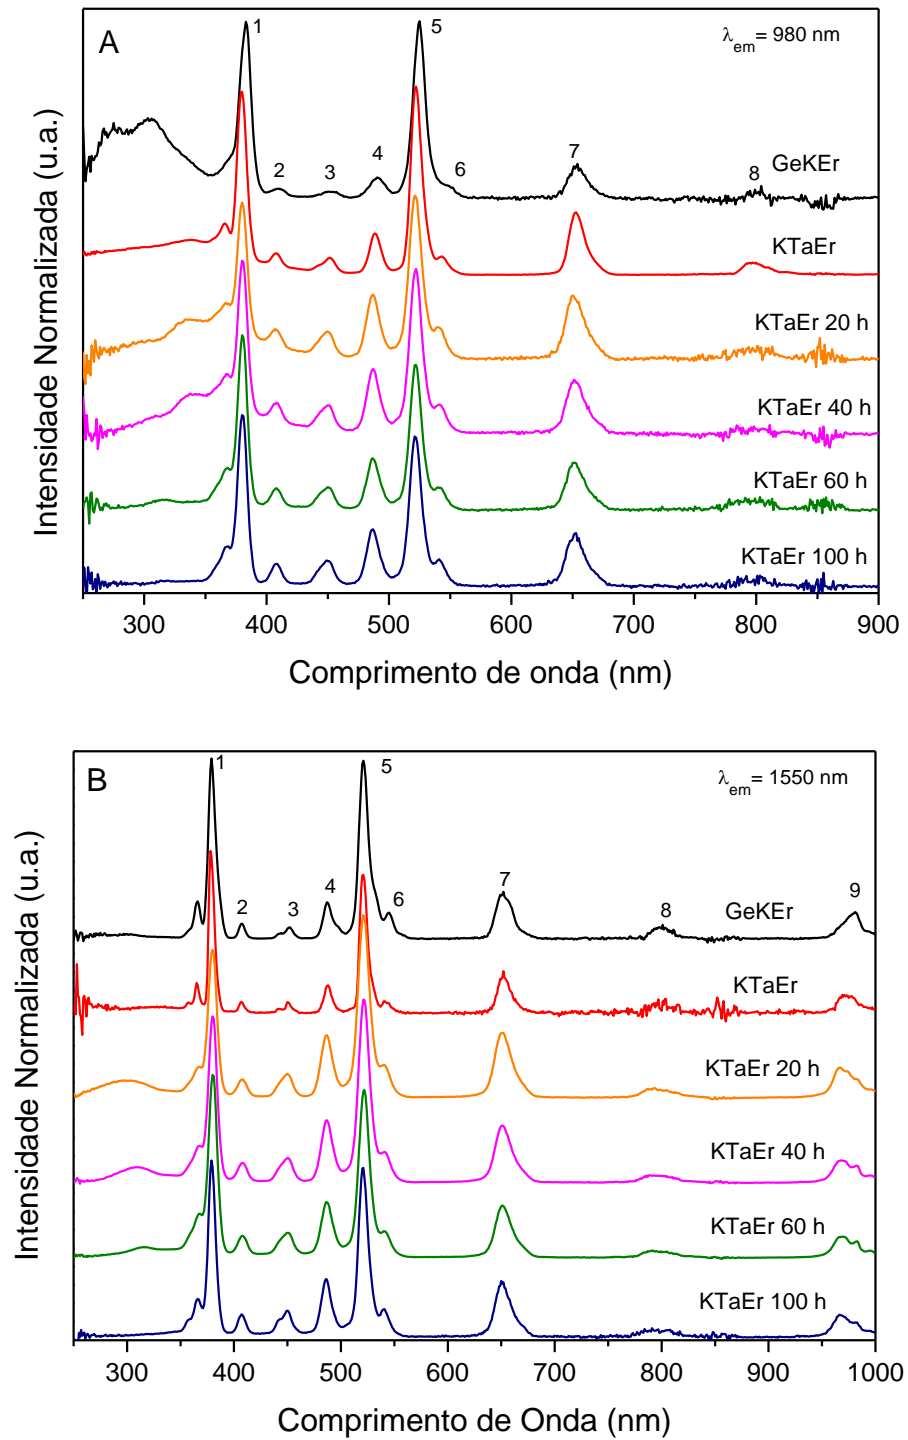 A
1
5
λem= 980 nm
2
3
4
6
7
8
GeKEr
KTaEr
KTaEr 20 h
KTaEr 40 h
KTaEr 60 h
KTaEr 100 h
Intensidade Normalizada (u.a.)
300
400
500
600
700
800
900
Comprimento de onda (nm)
B
1
5
λem= 1550 nm
2
3
4
6
7
8
9
GeKEr
KTaEr
KTaEr 20 h
KTaEr 40 h
KTaEr 60 h
KTaEr 100 h
Intensidade Normalizada (u.a.)
300
400
500
600
700
800
900
1000
Comprimento de Onda (nm)